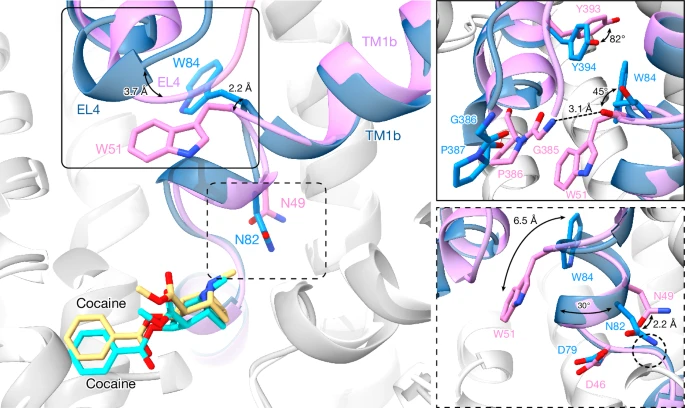 W84
TM1b
EL4
3.7 Å
2.2 Å
EL4
TM1b
W51
N49
N82
Cocaine
Cocaine
Y393
82°
Y394
W84
45°
3.1 Å
G386
P387
G385
P386
W51
6.5 Å
W84
N49
30°
N82
2.2 Å
W51
D79
D46